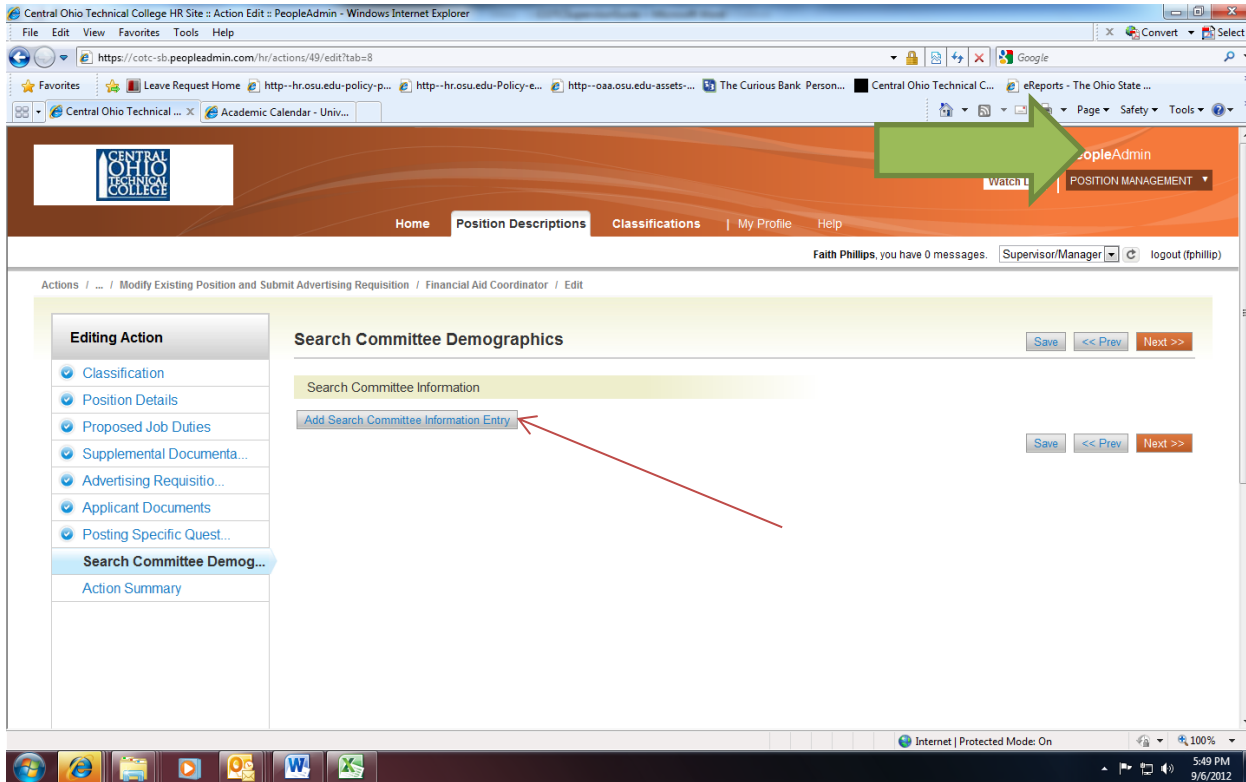 Central Ohio Technical College HR Site :: Action Edit :: PeopleAdmin - Windows Internet Explorer
File Edit View Favorites Tools Help
Convert Select
https://cotc-sb.peopleadmin.com/hr/actions/49/edit?tab=8
Google
Favorites Leave Request Home http--hr.osu.edu-policy-p... http--hr.osu.edu-Policy-e... http--oaa.osu.edu-assets-... The Curious Bank Person... Central Ohio Technical C... eReports - The Ohio State ...
Central Ohio Technical ... X Academic Calendar - Univ...
Page Safety Tools
CENTRAL
OHIO
TECHNICAL
COLLEGE
opleAdmin
Watch POSITION MANAGEMENT
Home Position Descriptions Classifications | My Profile Help
Faith Phillips, you have 0 messages. Supervisor/Manager logout (fphillip)
Actions / ... / Modify Existing Position and Submit Advertising Requisition / Financial Aid Coordinator / Edit
Editing Action
Classification
Position Details
Proposed Job Duties
Supplemental Documenta...
Advertising Requisitio...
Applicant Documents
Posting Specific Quest...
Search Committee Demog...
Action Summary
Search Committee Demographics
Save << Prev Next >>
Search Committee Information
Add Search Committee Information Entry
Save << Prev Next >>
Internet | Protected Mode: On
100%
5:49 PM
9/6/2012